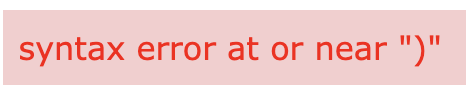 syntax error at or near ")"